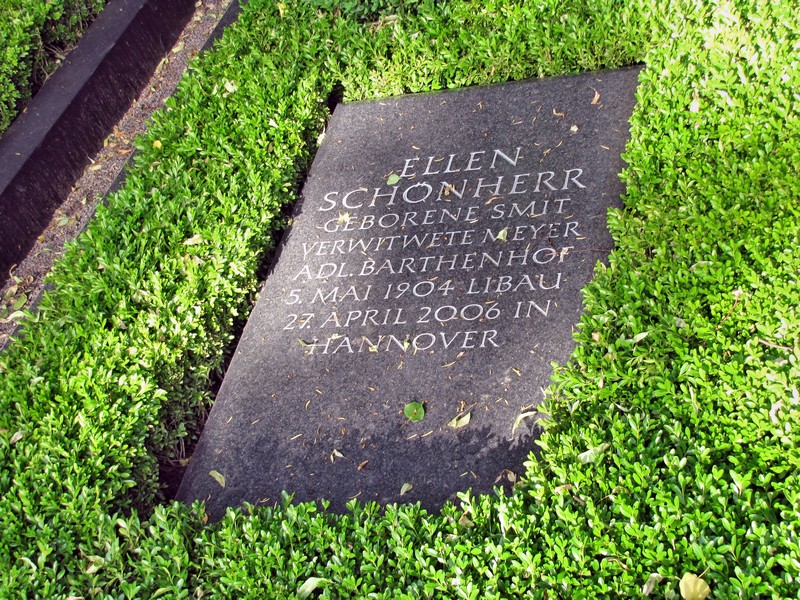 ELLEN
SCHÖNHERR
GEBORENE SMIT
VERWITWETE MEYER
ADL. BARTHENHOF
5. MAI 1904 LIBAU
27. APRIL 2006 IN
HANNOVER